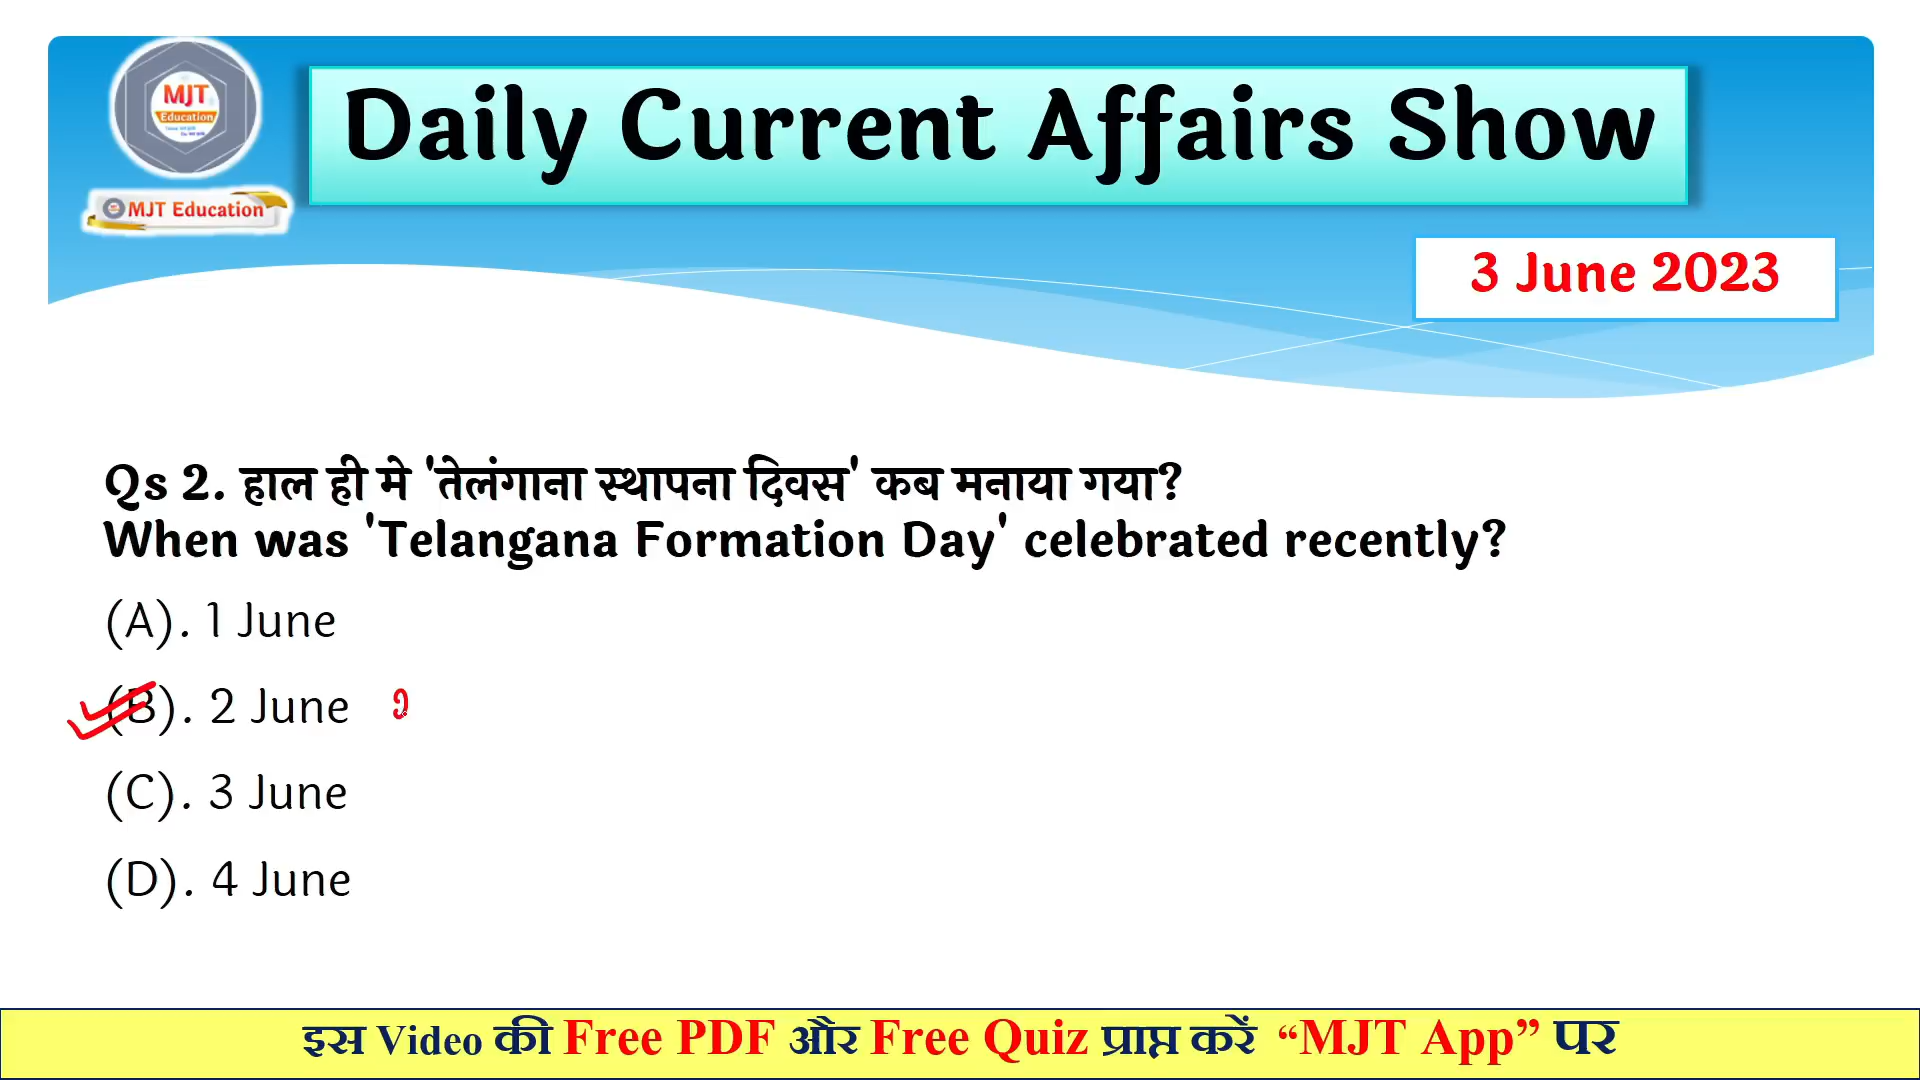 MJT
Education
MJT Education
Daily Current Affairs Show
3 June 2023
Qs 2. हाल ही मे 'तेलंगाना स्थापना दिवस' कब मनाया गया?
When was 'Telangana Formation Day' celebrated recently?
(A). 1 June
(B). 2 June
(C). 3 June
(D). 4 June
इस Video की Free PDF और Free Quiz प्राप्त करें “MJT App” पर